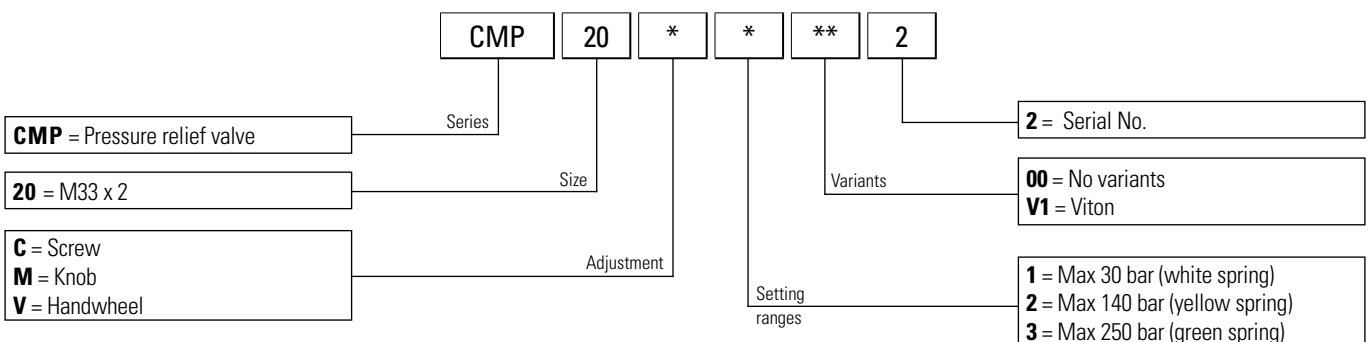 CMP 20 * * ** 2
Series
CMP = Pressure relief valve
Size
20 = M33 x 2
Adjustment
C = Screw
M = Knob
V = Handwheel
2 = Serial No.
Variants
00 = No variants
V1 = Viton
Setting
ranges
1 = Max 30 bar (white spring)
2 = Max 140 bar (yellow spring)
3 = Max 250 bar (green spring)